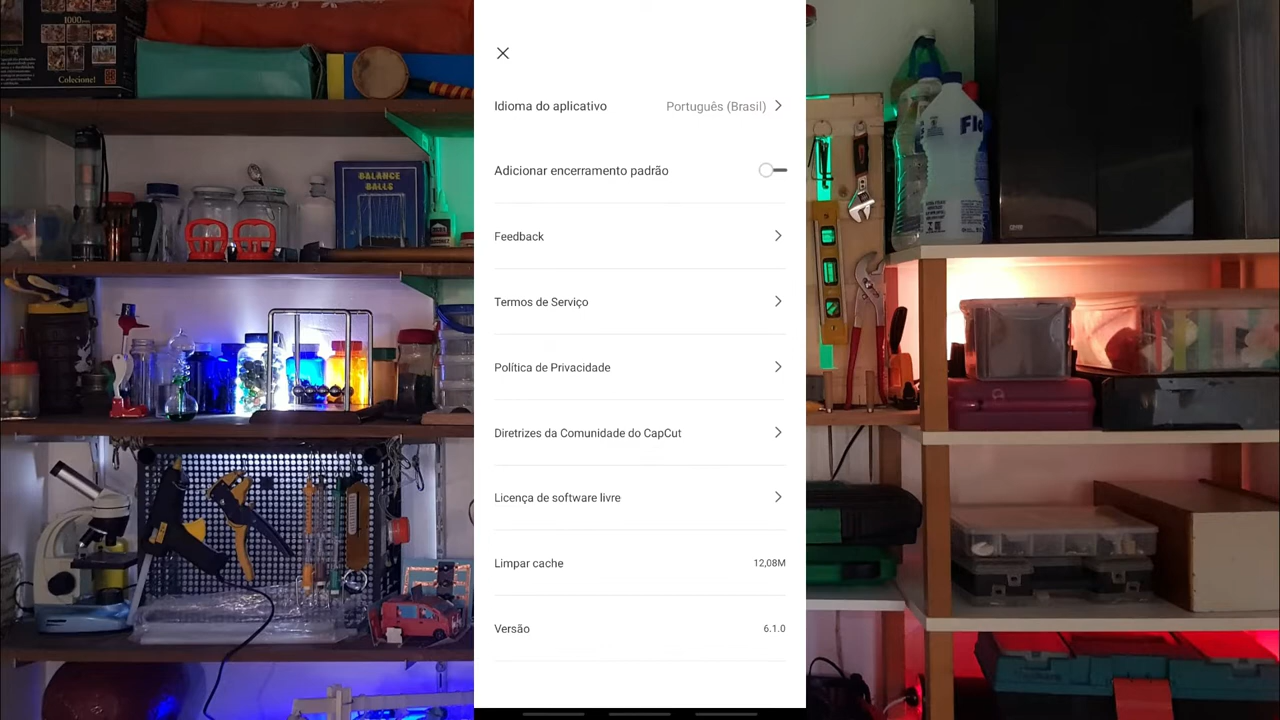 1000
Colecione!
BALANCE
BALLS
Idioma do aplicativo
Português (Brasil)
Adicionar encerramento padrão
Feedback
Termos de Serviço
Política de Privacidade
Diretrizes da Comunidade do CapCut
Licença de software livre
Limpar cache
12,08M
Versão
6.1.0